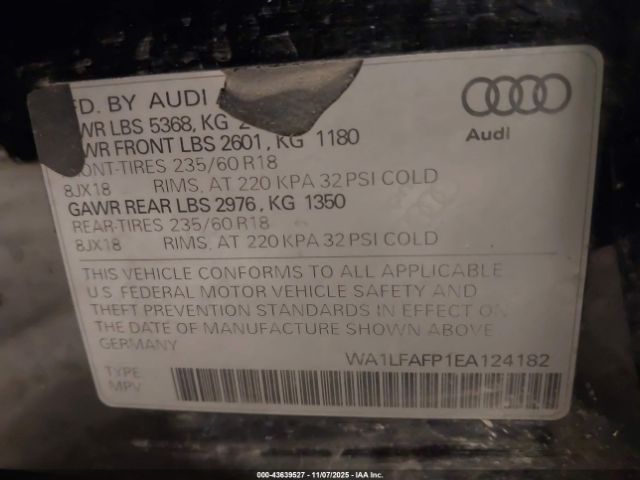 MFD. BY AUDI
GVWR LBS 5368, KG
GAWR FRONT LBS 2601, KG 1180
FRONT-TIRES 235/60 R18
8JX18 RIMS, AT 220 KPA 32 PSI COLD
GAWR REAR LBS 2976, KG 1350
REAR-TIRES 235/60 R18
8JX18 RIMS, AT 220 KPA 32 PSI COLD
THIS VEHICLE CONFORMS TO ALL APPLICABLE
U.S. FEDERAL MOTOR VEHICLE SAFETY AND
THEFT PREVENTION STANDARDS IN EFFECT ON
THE DATE OF MANUFACTURE SHOWN ABOVE
GERMANY
WA1LFAFP1EA124182
TYPE
MPV
Audi
000-43639527 - 11/07/2025 - IAA Inc.